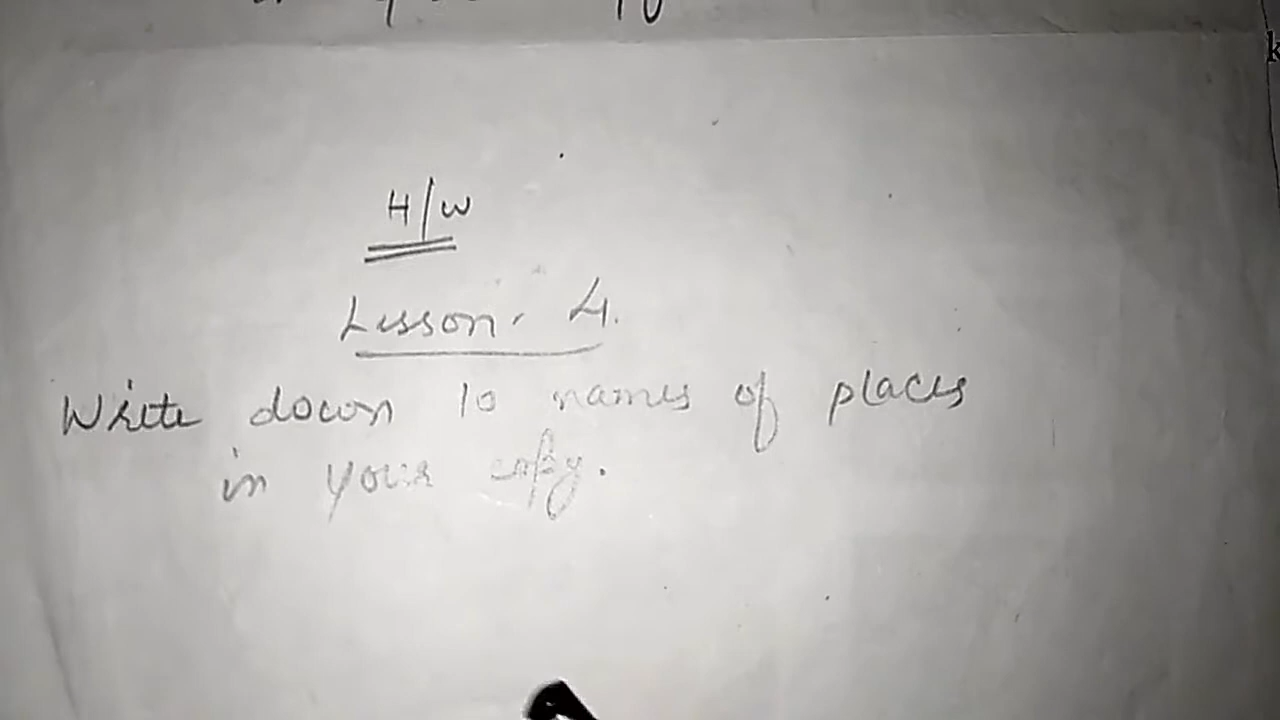 H/W
Lesson. 4.
Write down 10 names of places
in your copy.